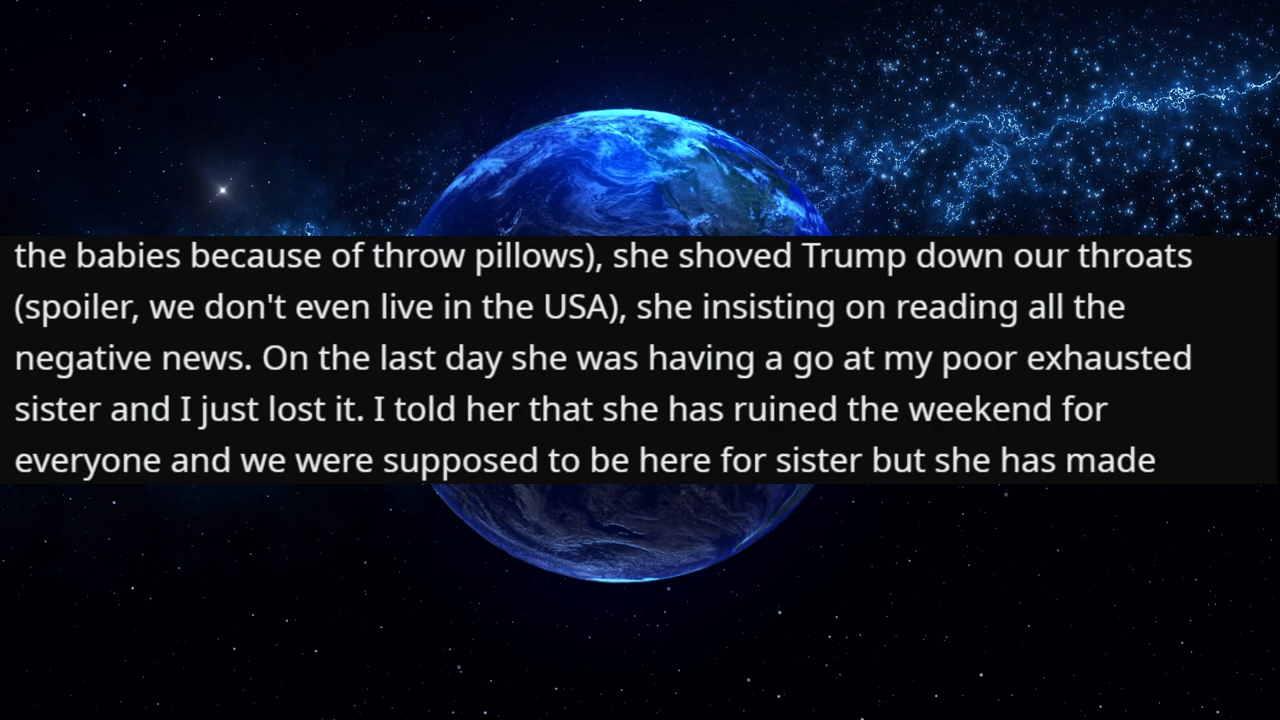 the babies because of throw pillows), she shoved Trump down our throats
(spoiler, we don't even live in the USA), she insisting on reading all the
negative news. On the last day she was having a go at my poor exhausted
sister and I just lost it. I told her that she has ruined the weekend for
everyone and we were supposed to be here for sister but she has made